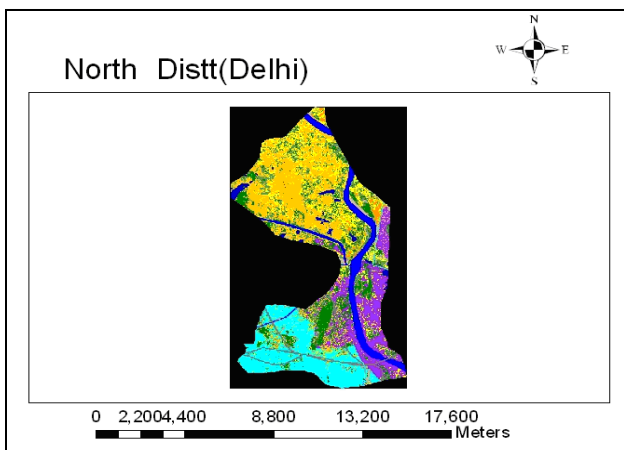 N
W E
S
North Distt(Delhi)
0 2,2004,400 8,800 13,200 17,600
Meters